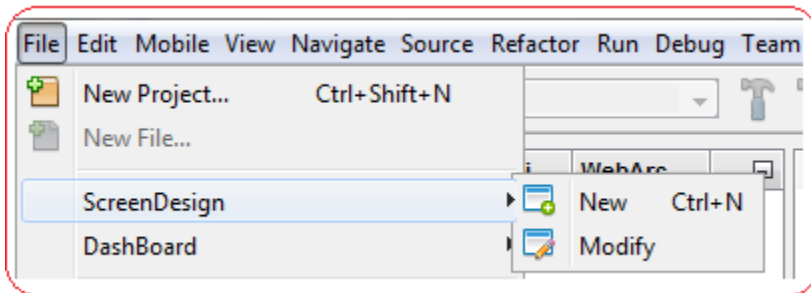 File Edit Mobile View Navigate Source Refactor Run Debug Team
New Project... Ctrl+Shift+N
New File...
WebArc
ScreenDesign
New Ctrl+N
DashBoard
Modify